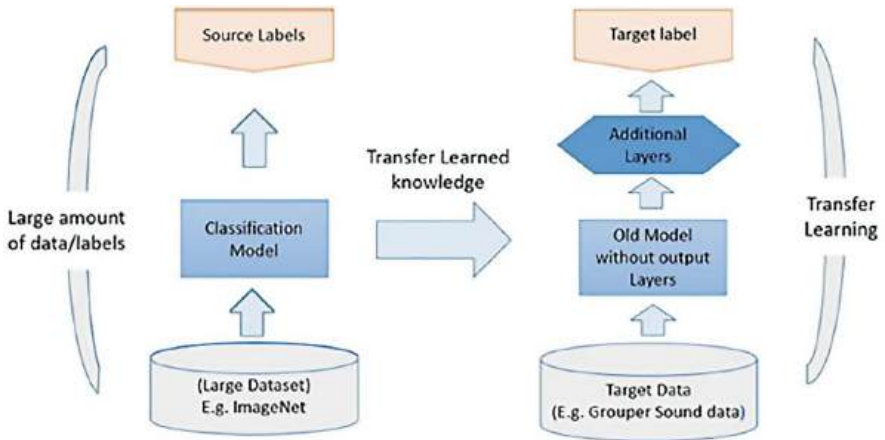 Source Labels
Target label
Additional
Layers
Transfer Learned
knowledge
Large amount
of data/labels
Classification
Model
Old Model
without output
Layers
Transfer
Learning
(Large Dataset)
E.g. ImageNet
Target Data
(E.g. Grouper Sound data)